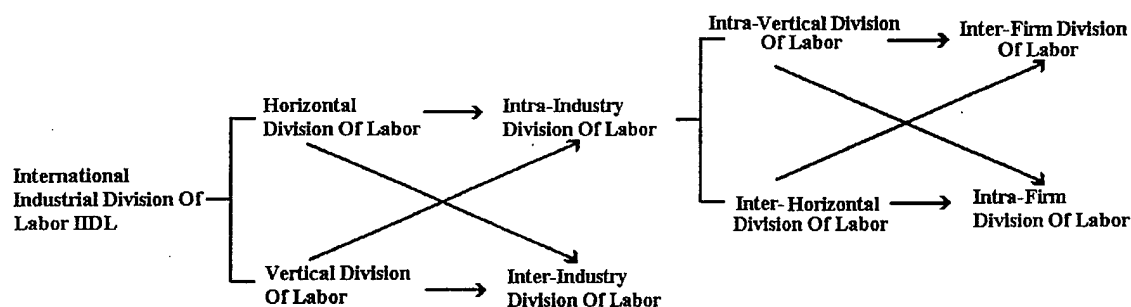 International
Industrial Division Of
Labor IIDL
Horizontal
Division Of Labor
Vertical Division
Of Labor
Intra-Industry
Division Of Labor
Inter-Industry
Division Of Labor
Intra-Vertical Division
Of Labor
Inter-Horizontal
Division Of Labor
Inter-Firm Division
Of Labor
Intra-Firm
Division Of Labor